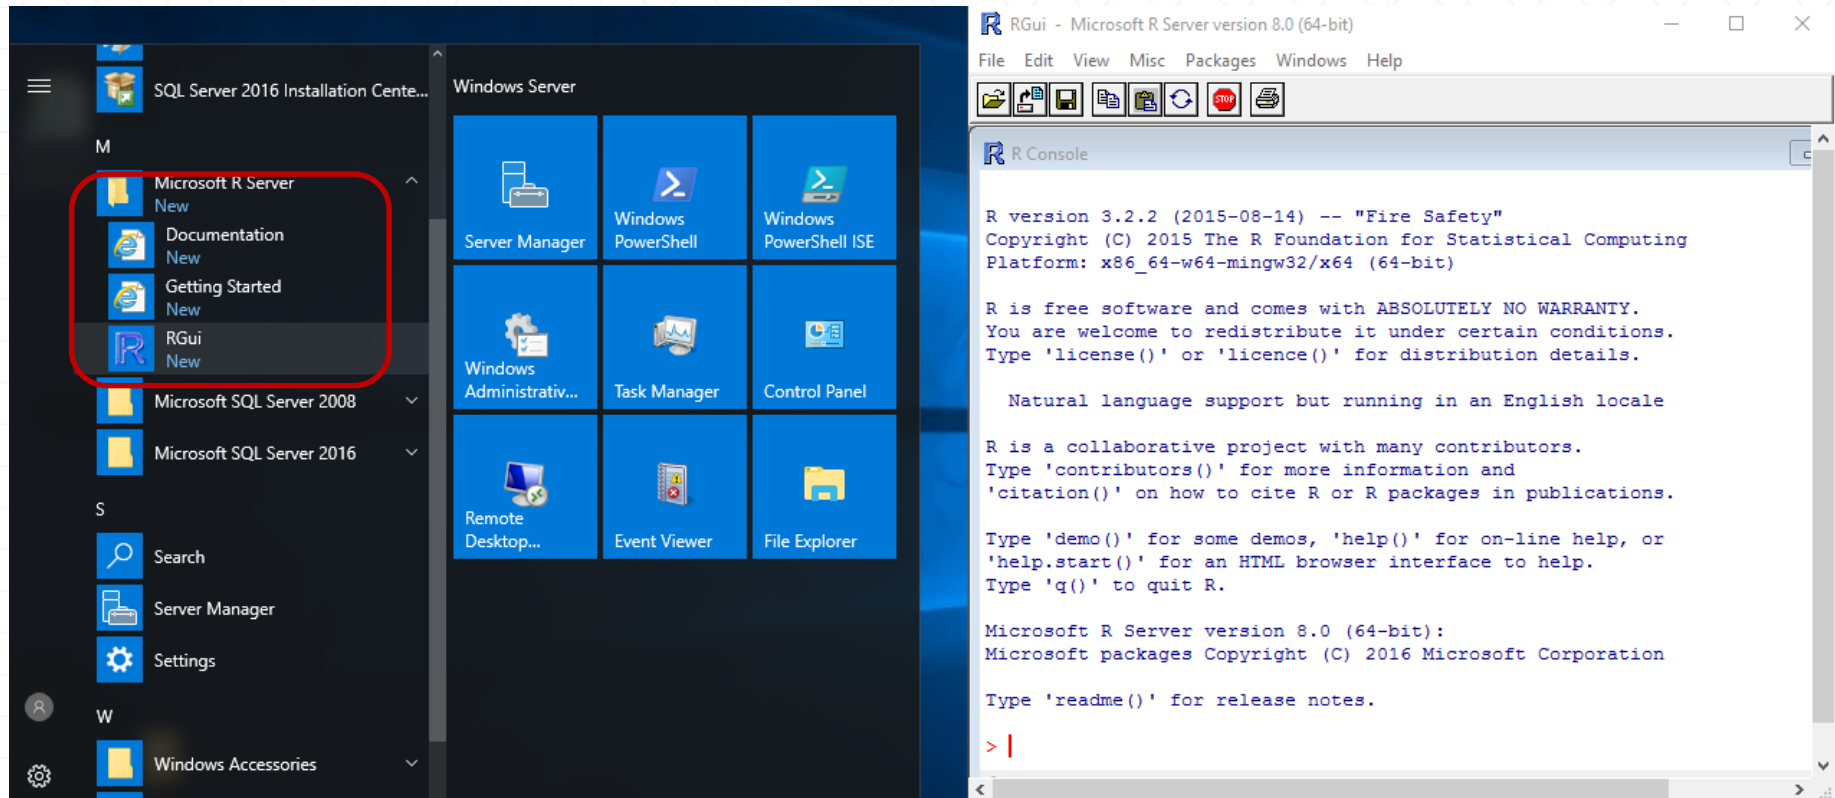 SQL Server 2016 Installation Cente...
M
Microsoft R Server
New
Documentation
New
Getting Started
New
RGui
New
Microsoft SQL Server 2008
Microsoft SQL Server 2016
S
Search
Server Manager
Settings
W
Windows Accessories
Windows Server
Server Manager
Windows
PowerShell
Windows
PowerShell ISE
Windows
Administrativ...
Task Manager
Control Panel
Remote
Desktop...
Event Viewer
File Explorer
RGui - Microsoft R Server version 8.0 (64-bit)
File Edit View Misc Packages Windows Help
STOP
R Console
R version 3.2.2 (2015-08-14) -- "Fire Safety"
Copyright (C) 2015 The R Foundation for Statistical Computing
Platform: x86_64-w64-mingw32/x64 (64-bit)
R is free software and comes with ABSOLUTELY NO WARRANTY.
You are welcome to redistribute it under certain conditions.
Type 'license()' or 'licence()' for distribution details.
Natural language support but running in an English locale
R is a collaborative project with many contributors.
Type 'contributors()' for more information and
'citation()' on how to cite R or R packages in publications.
Type 'demo()' for some demos, 'help()' for on-line help, or
'help.start()' for an HTML browser interface to help.
Type 'q()' to quit R.
Microsoft R Server version 8.0 (64-bit):
Microsoft packages Copyright (C) 2016 Microsoft Corporation
Type 'readme()' for release notes.
>